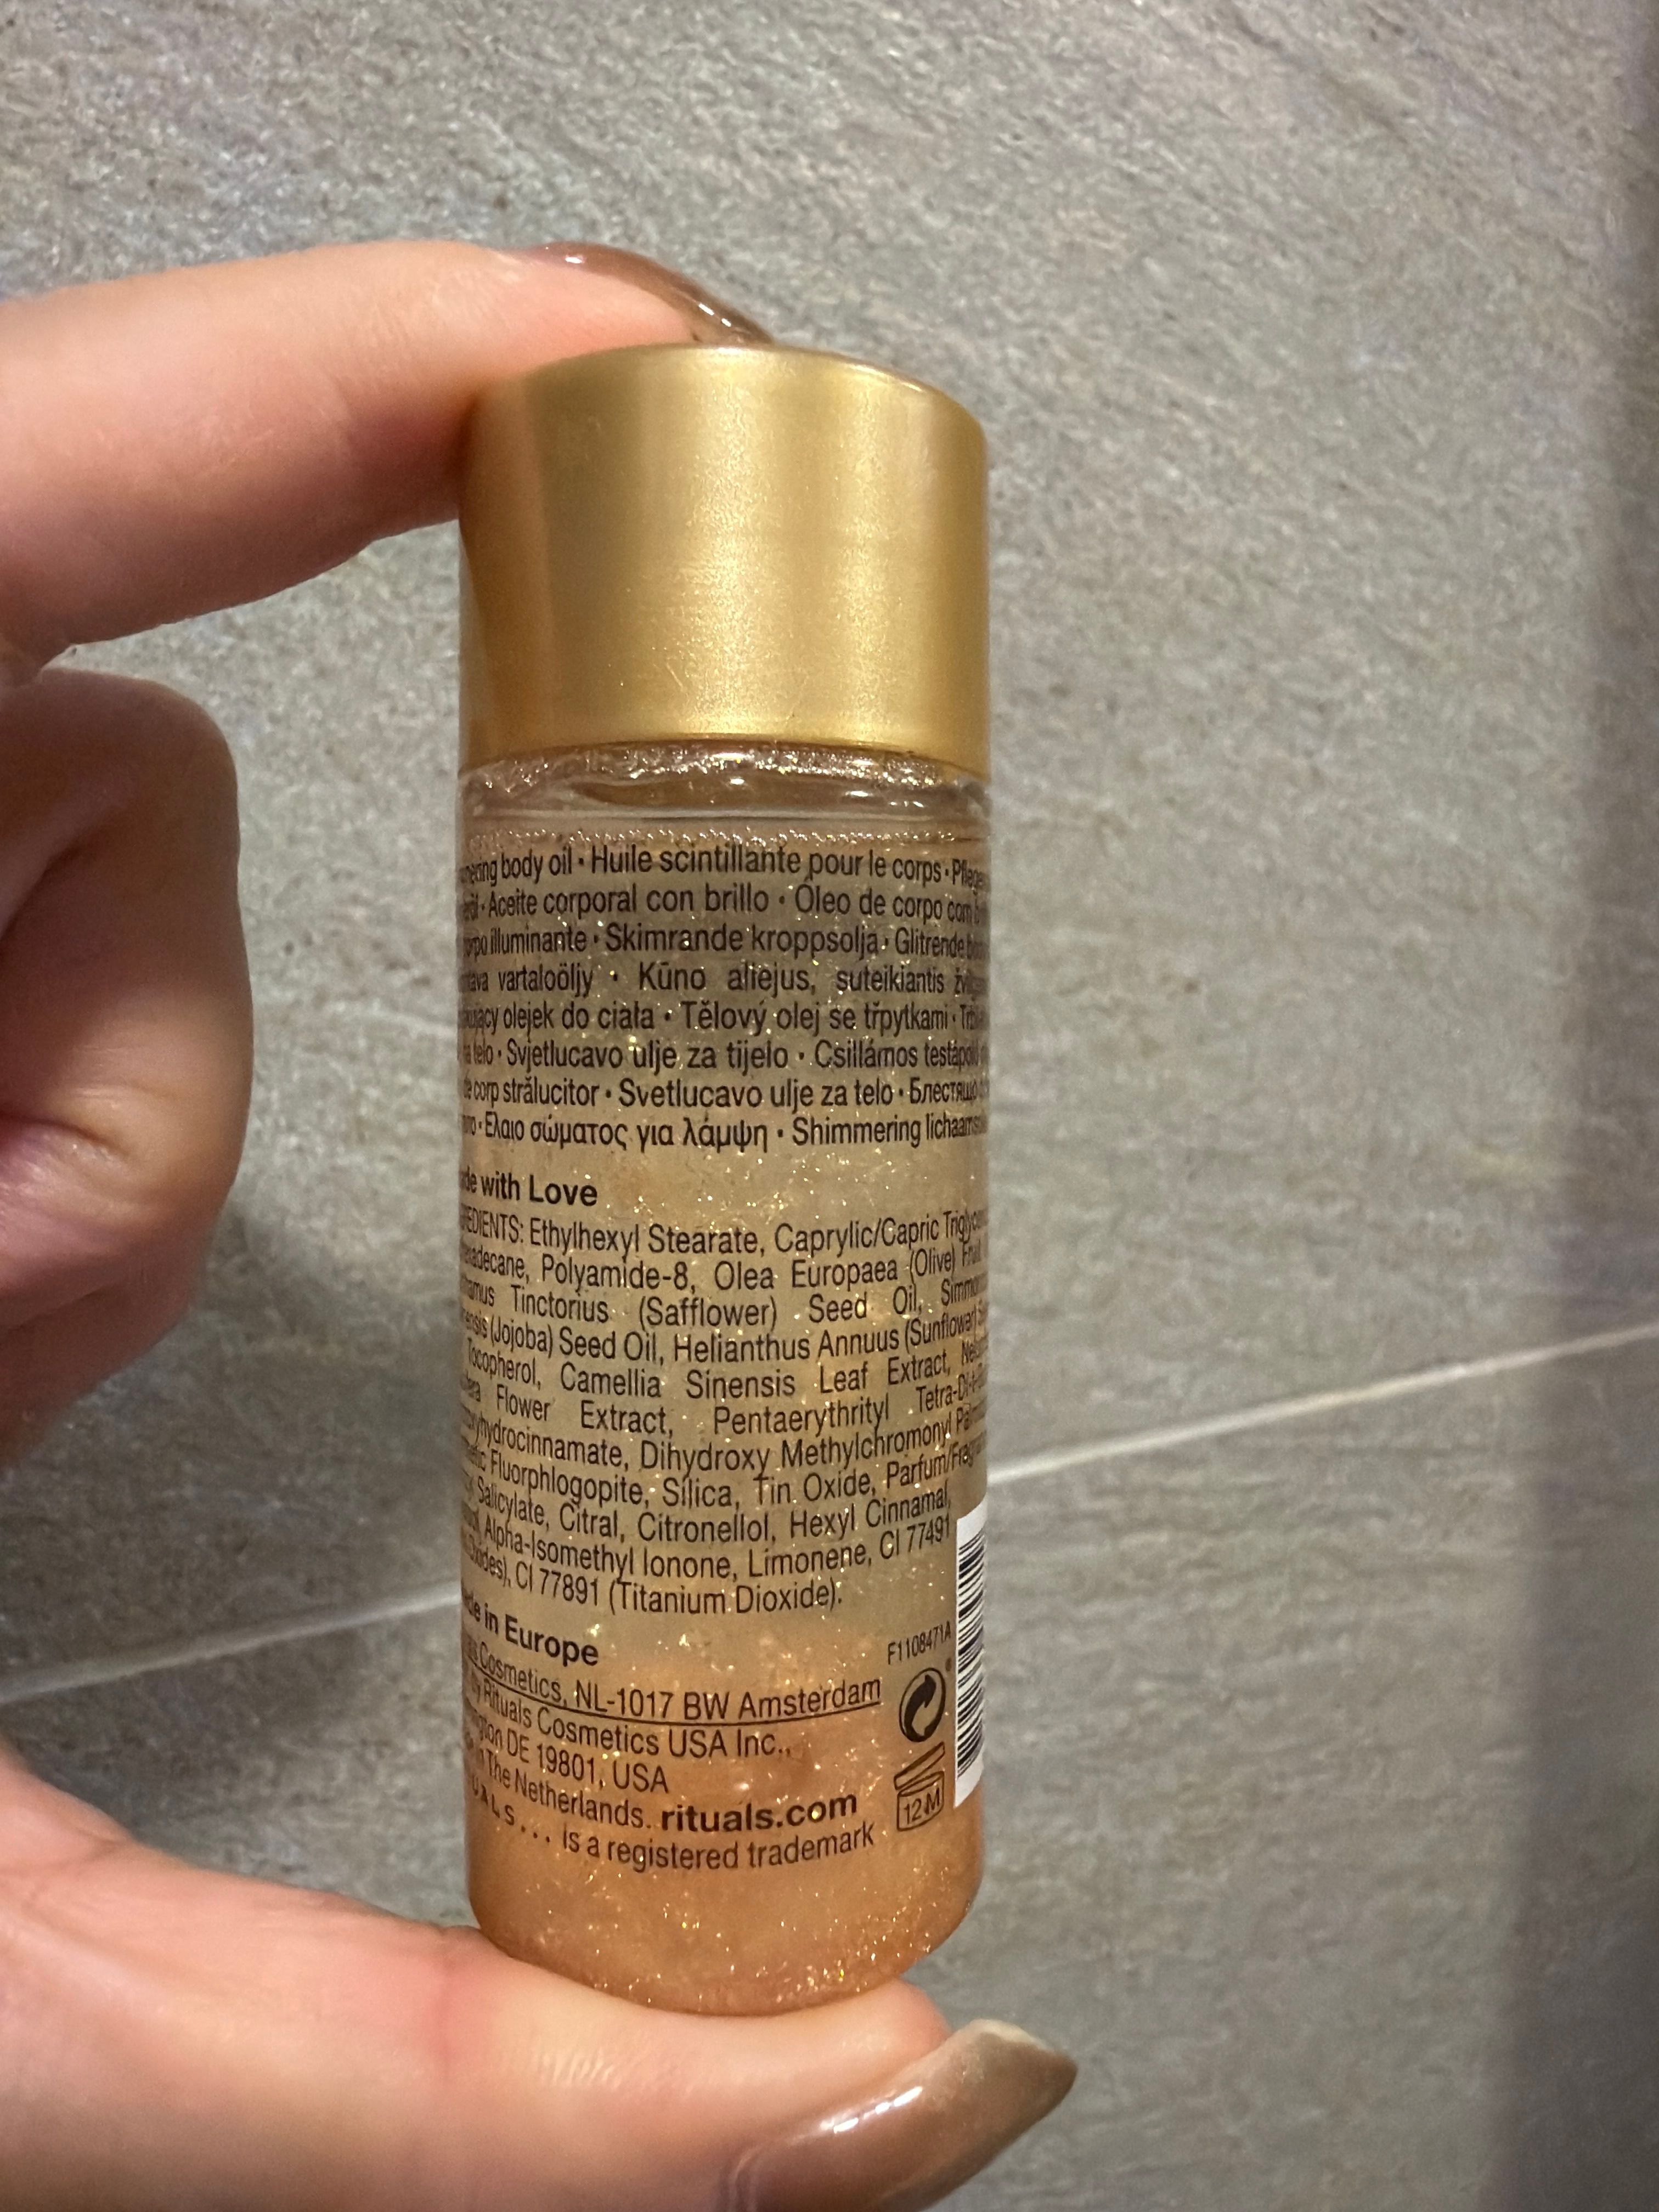 body oil · Huile scintillante pour le corps ·
· Aceite corporal con brillo · Óleo de corpo com
illuminante · Skimrande kroppsolja · Glitrende
vartaloöljy · Kūno aliejus, suteikiantis
olejek do ciała · Tělový olej se třpytkami ·
telo · Svjetlucavo ulje za tijelo · Csillámos
de corp strălucitor · Svetlucavo ulje za telo ·
· Έλαιο σώματος για λάμψη · Shimmering
with Love
Ethylhexyl Stearate, Caprylic/Capric
Polyamide-8, Olea Europaea (Olive) Fruit
Tinctorius (Safflower) Seed Oil,
(Jojoba) Seed Oil, Helianthus Annuus (Sunflower)
Tocopherol, Camellia Sinensis Leaf Extract,
Flower Extract, Pentaerythrityl
Dihydroxy Methylchromonyl
Fluorphlogopite, Silica, Tin Oxide,
Salicylate, Citral, Citronellol, Hexyl Cinnamal,
Alpha-Isomethyl Ionone, Limonene, CI 77491
CI 77891 (Titanium Dioxide).
in Europe
F1108471A
Cosmetics, NL-1017 BW Amsterdam
Rituals Cosmetics USA Inc.,
DE 19801, USA
in The Netherlands. rituals.com
12M
is a registered trademark